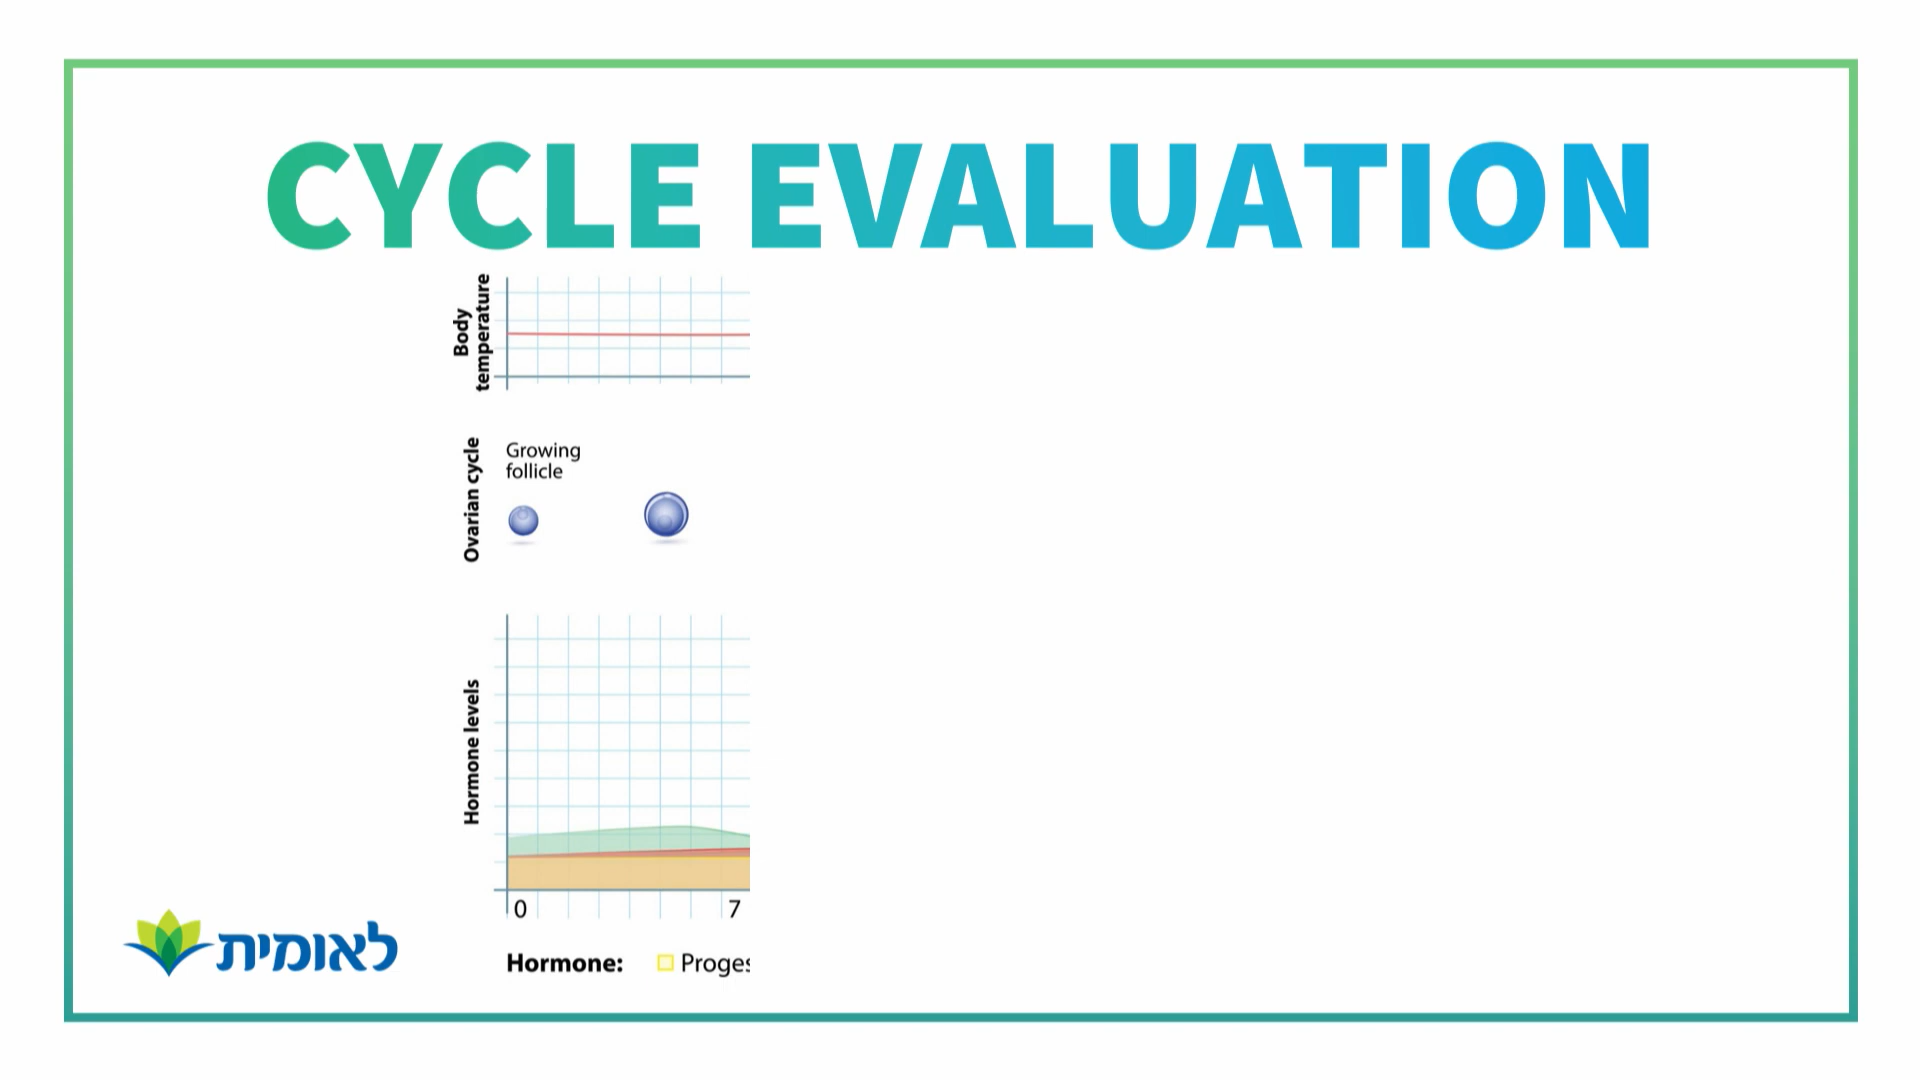 CYCLE EVALUATION
Body
temperature
Ovarian cycle
Growing
follicle
Hormone levels
0 7
Hormone: Proges
לאומית